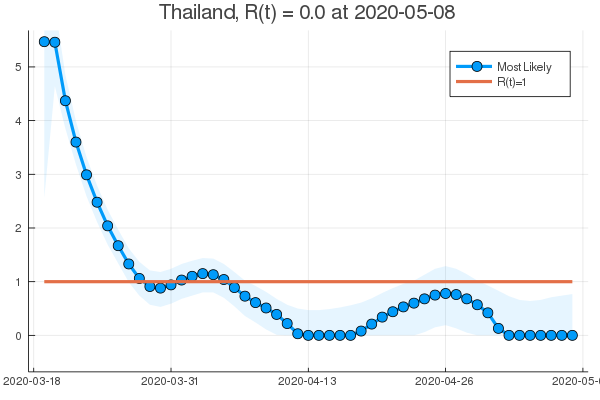 Thailand, R(t) = 0.0 at 2020-05-08
Most Likely
R(t)=1
5
4
3
2
1
0
2020-03-18 2020-03-31 2020-04-13 2020-04-26